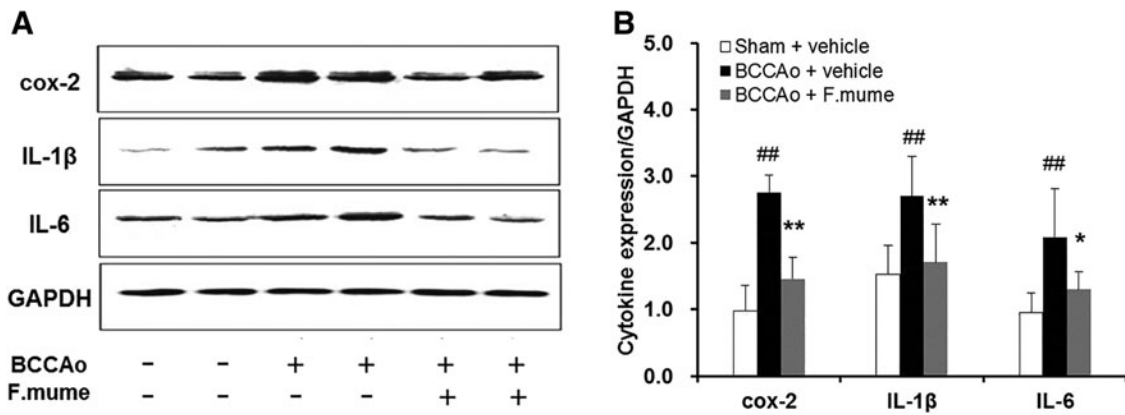 A
cox-2
IL-1β
IL-6
GAPDH
BCCAo - - + + + +
F.mume - - - - + +
B
Cytokine expression/GAPDH
5.0
4.0
3.0
2.0
1.0
0.0
Sham + vehicle
BCCAo + vehicle
BCCAo + F.mume
##
**
##
**
##
*
cox-2 IL-1β IL-6